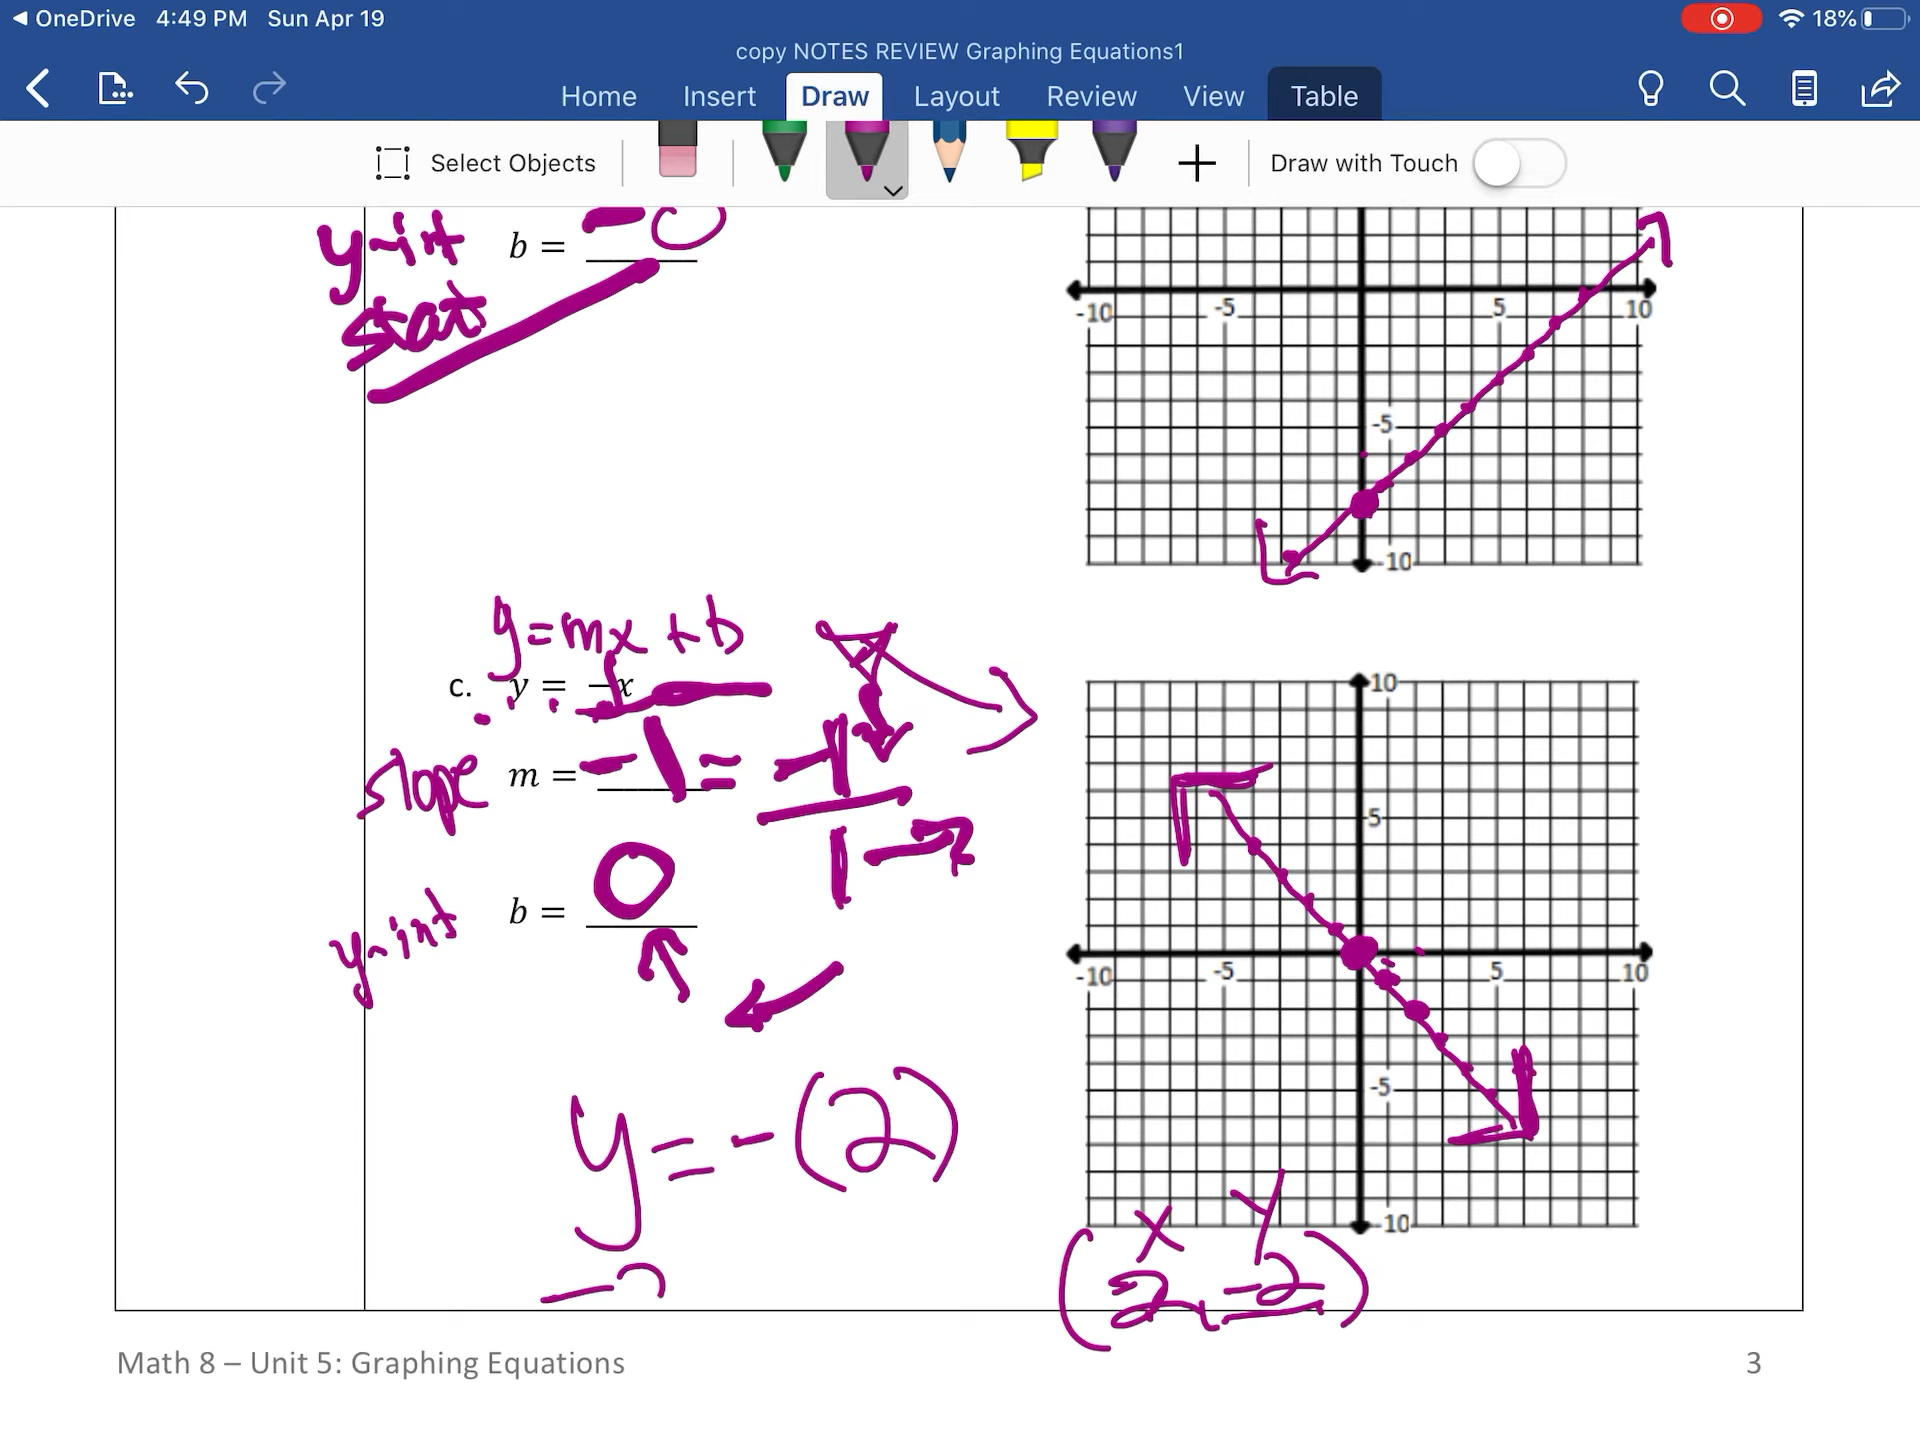 OneDrive 4:49 PM Sun Apr 19 18%
copy NOTES REVIEW Graphing Equations1
Home Insert Draw Layout Review View Table
Select Objects Draw with Touch
y-int b =
-10 -5 5 10
-5
-10
y = mx + b
c. y = -x
slope m = -1 = -1
1
y-int b = 0
10
5
-10 -5 5 10
-5
-10
y = -(2)
x y
(2, -2)
Math 8 – Unit 5: Graphing Equations 3